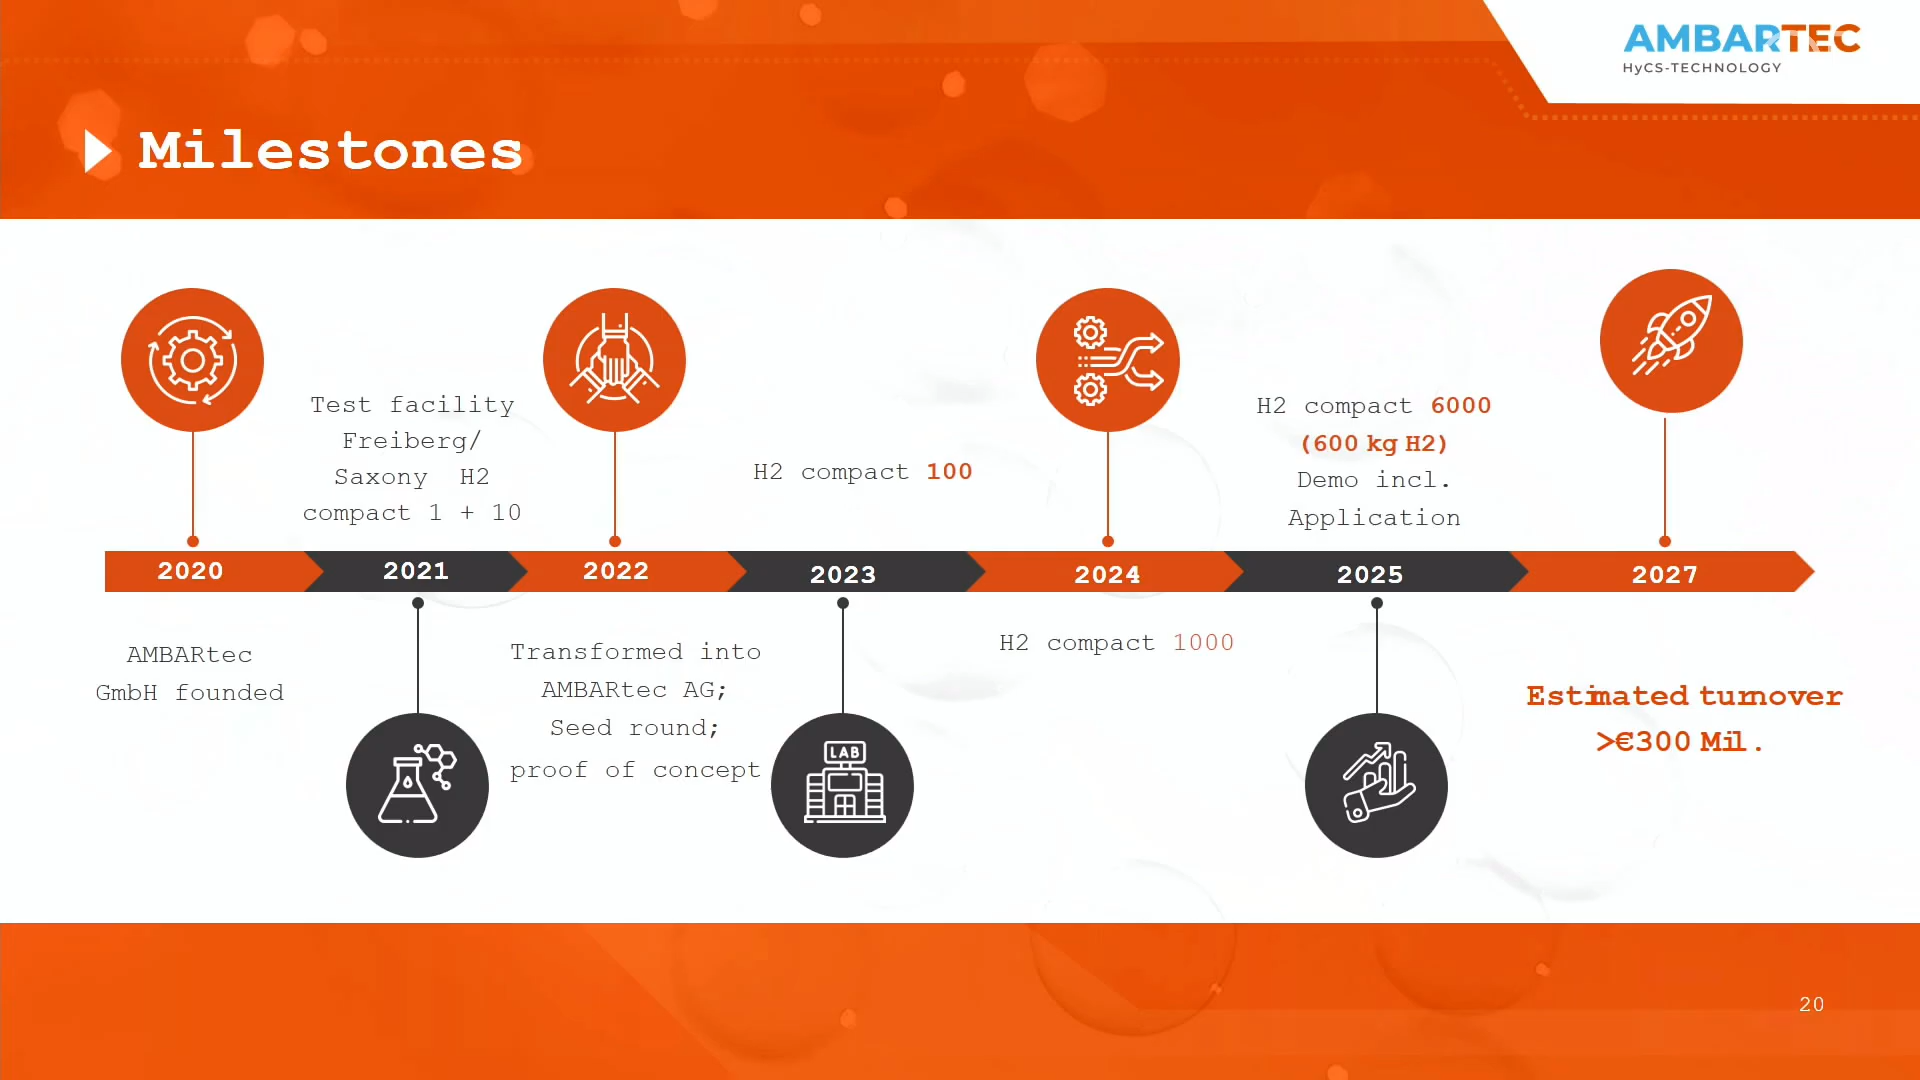 AMBARTEC
HyCS-TECHNOLOGY
Milestones
Test facility
Freiberg/
Saxony H2
compact 1 + 10
H2 compact 100
H2 compact 6000
(600 kg H2)
Demo incl.
Application
2020 2021 2022 2023 2024 2025 2027
AMBARtec
GmbH founded
Transformed into
AMBARtec AG;
Seed round;
proof of concept
LAB
H2 compact 1000
Estimated turnover
>€300 Mil.
20